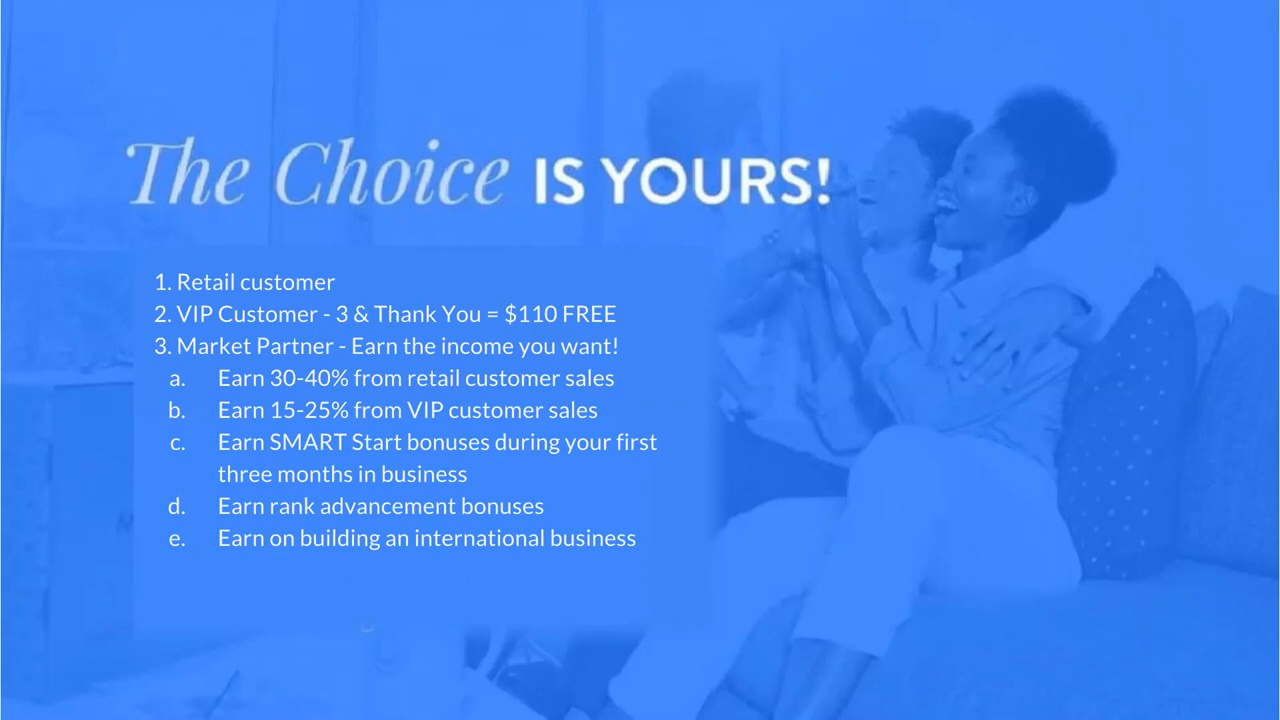 The Choice IS YOURS!
1. Retail customer
2. VIP Customer - 3 & Thank You = $110 FREE
3. Market Partner - Earn the income you want!
a. Earn 30-40% from retail customer sales
b. Earn 15-25% from VIP customer sales
c. Earn SMART Start bonuses during your first
three months in business
d. Earn rank advancement bonuses
e. Earn on building an international business